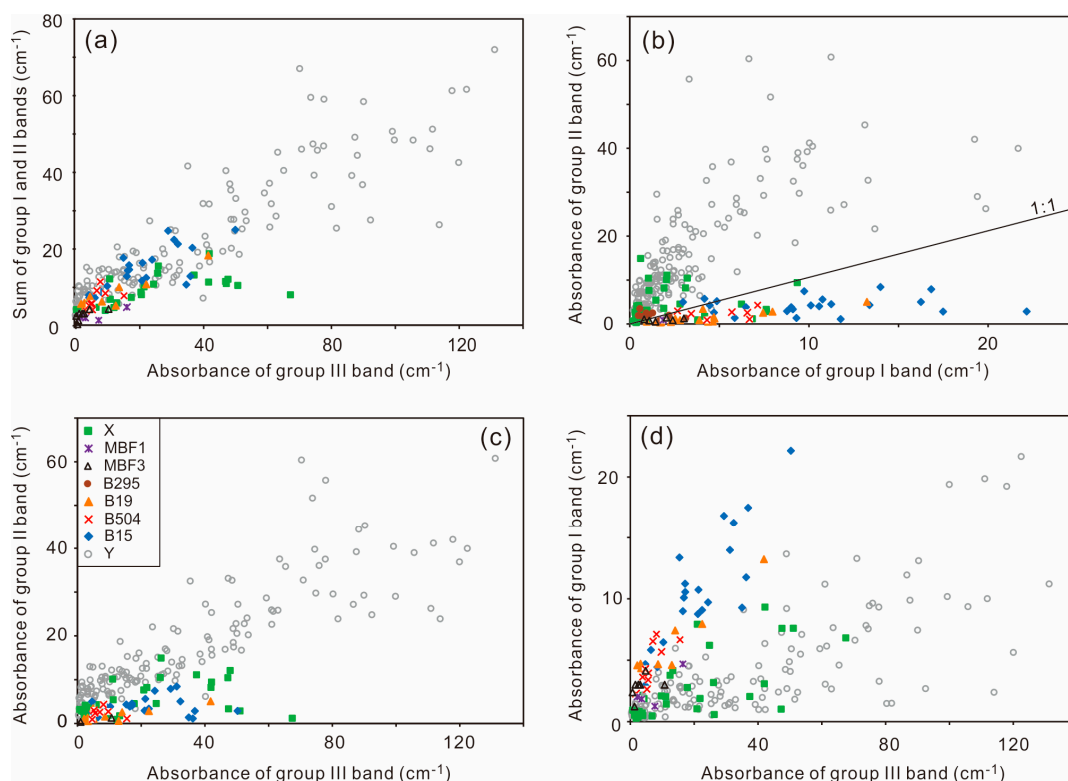 (a)
80
60
40
20
0
0
40
80
120
Sum of group I and II bands (cm-1)
Absorbance of group III band (cm-1)
(b)
80
60
40
20
0
0
10
20
1:1
Absorbance of group II band (cm-1)
Absorbance of group I band (cm-1)
(c)
60
40
20
0
0
40
80
120
X
MBF1
MBF3
B295
B19
B504
B15
Y
Absorbance of group II band (cm-1)
Absorbance of group III band (cm-1)
(d)
20
10
0
0
40
80
120
Absorbance of group I band (cm-1)
Absorbance of group III band (cm-1)